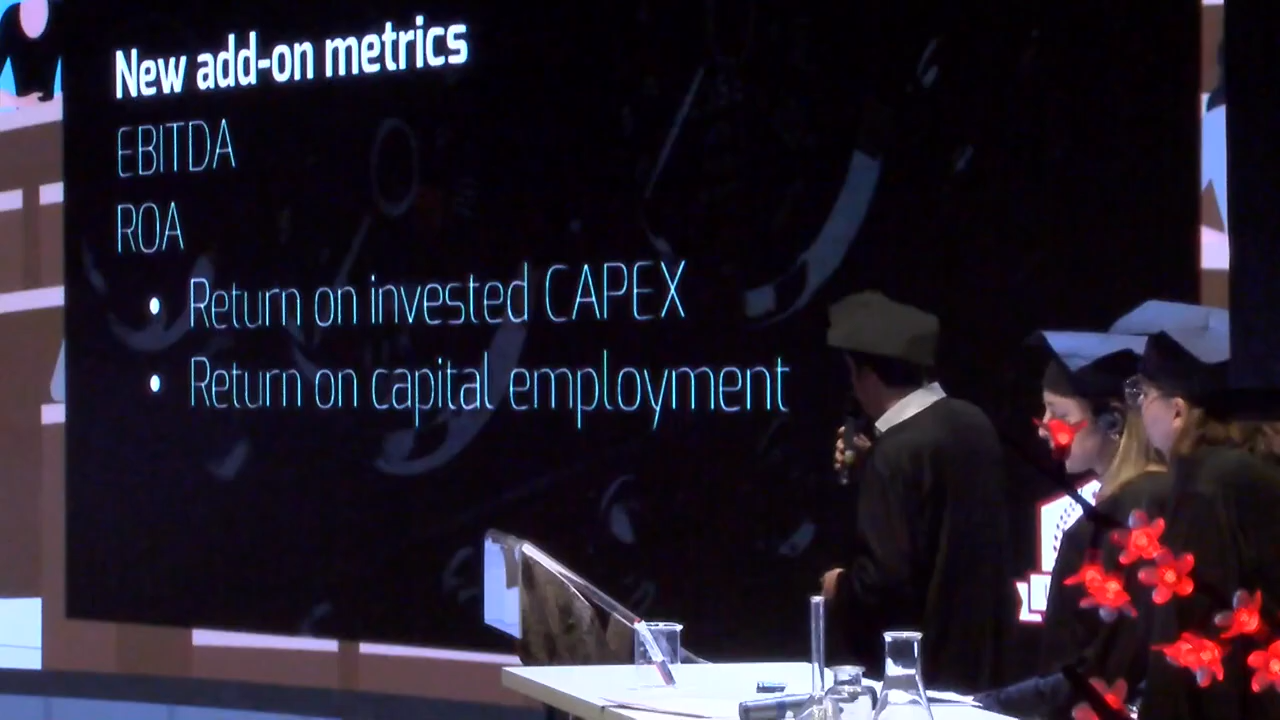 New add-on metrics
EBITDA
ROA
• Return on invested CAPEX
• Return on capital employment